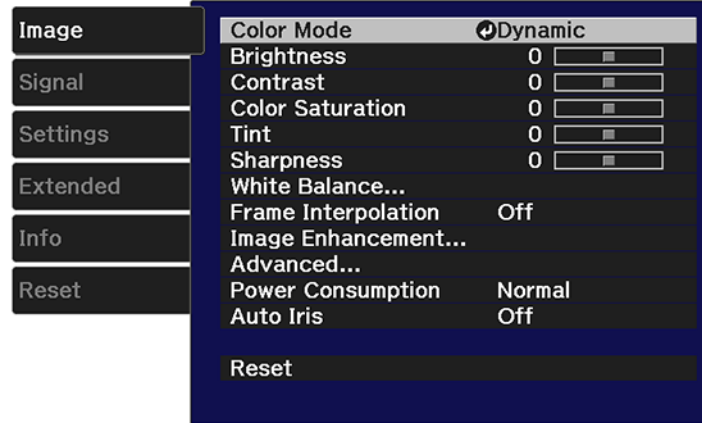 Image
Signal
Settings
Extended
Info
Reset
Color Mode Dynamic
Brightness 0
Contrast 0
Color Saturation 0
Tint 0
Sharpness 0
White Balance...
Frame Interpolation Off
Image Enhancement...
Advanced...
Power Consumption Normal
Auto Iris Off
Reset